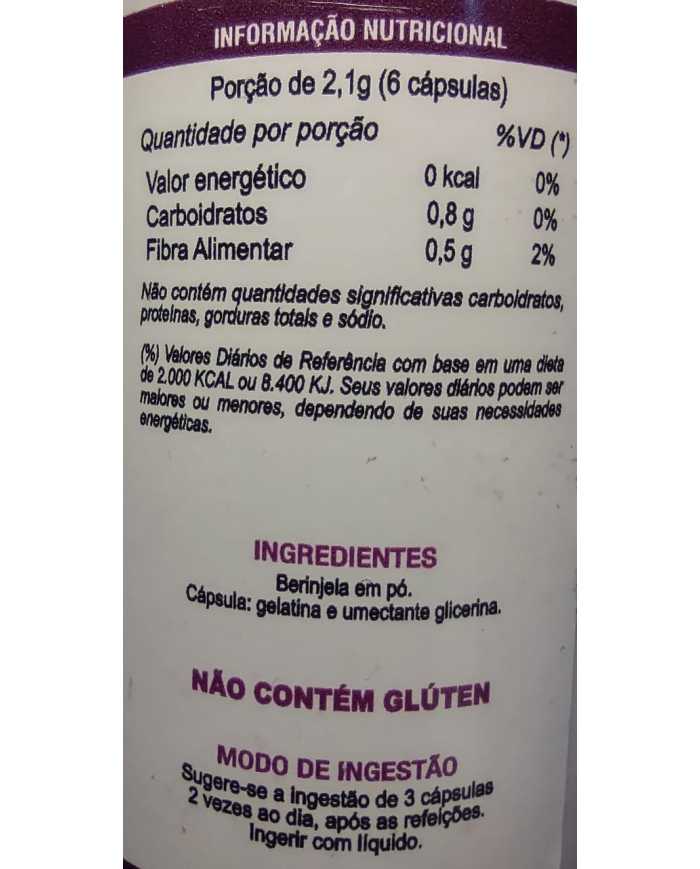 INFORMAÇÃO NUTRICIONAL
Porção de 2,1g (6 cápsulas)
Quantidade por porção %VD (*)
Valor energético 0 kcal 0%
Carboidratos 0,8 g 0%
Fibra Alimentar 0,5 g 2%
Não contém quantidades significativas carboidratos,
proteínas, gorduras totais e sódio.
(%) Valores Diários de Referência com base em uma dieta
de 2.000 KCAL ou 8.400 KJ. Seus valores diários podem ser
maiores ou menores, dependendo de suas necessidades
energéticas.
INGREDIENTES
Berinjela em pó.
Cápsula: gelatina e umectante glicerina.
NÃO CONTÉM GLÚTEN
MODO DE INGESTÃO
Sugere-se a ingestão de 3 cápsulas
2 vezes ao dia, após as refeições.
Ingerir com líquido.